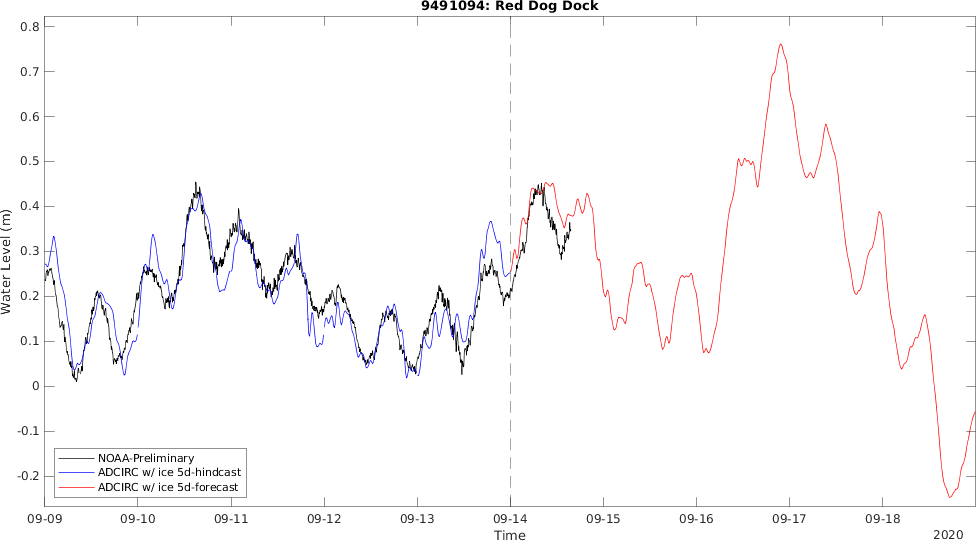 9491094: Red Dog Dock
Water Level (m)
0.8
0.7
0.6
0.5
0.4
0.3
0.2
0.1
0
-0.1
-0.2
NOAA-Preliminary
ADCIRC w/ ice 5d-hindcast
ADCIRC w/ ice 5d-forecast
09-09 09-10 09-11 09-12 09-13 09-14 09-15 09-16 09-17 09-18
Time
2020